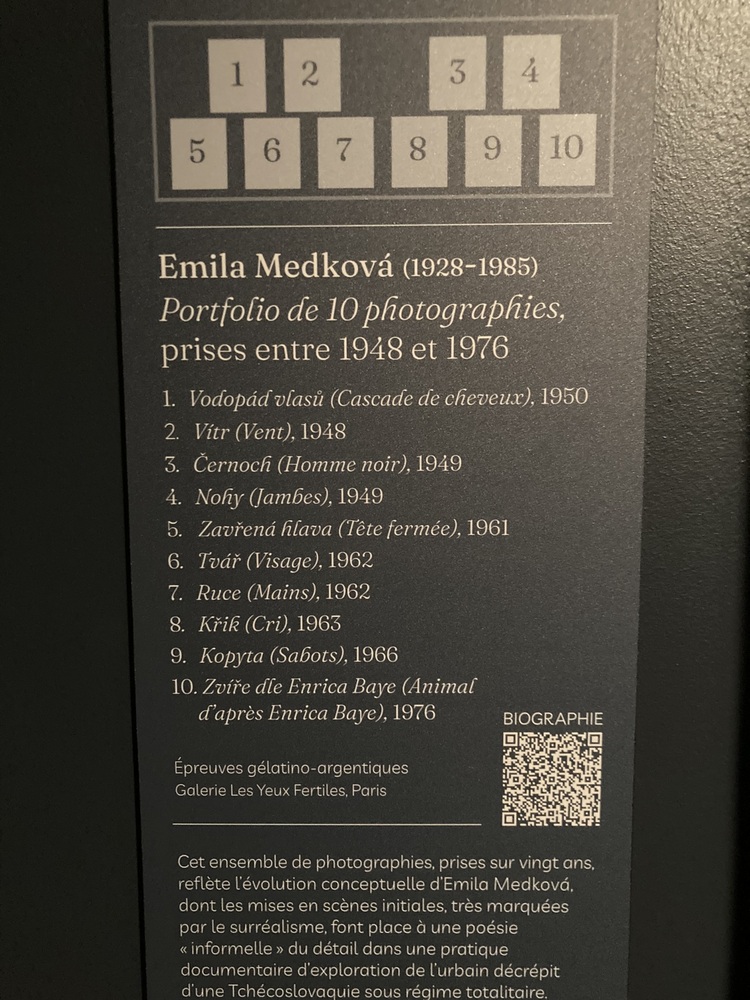 1 2 3 4
5 6 7 8 9 10
Emila Medková (1928-1985)
Portfolio de 10 photographies,
prises entre 1948 et 1976
1. Vodopád vlasů (Cascade de cheveux), 1950
2. Vítr (Vent), 1948
3. Černoch (Homme noir), 1949
4. Nohy (Jambes), 1949
5. Zavřená hlava (Tête fermée), 1961
6. Tvář (Visage), 1962
7. Ruce (Mains), 1962
8. Křik (Cri), 1963
9. Kopyta (Sabots), 1966
10. Zvíře dle Enrica Baye (Animal
d'après Enrica Baye), 1976
BIOGRAPHIE
Épreuves gélatino-argentiques
Galerie Les Yeux Fertiles, Paris
Cet ensemble de photographies, prises sur vingt ans,
reflète l'évolution conceptuelle d'Emila Medková,
dont les mises en scènes initiales, très marquées
par le surréalisme, font place à une poésie
« informelle » du détail dans une pratique
documentaire d'exploration de l'urbain décrépit
d'une Tchécoslovaquie sous régime totalitaire.